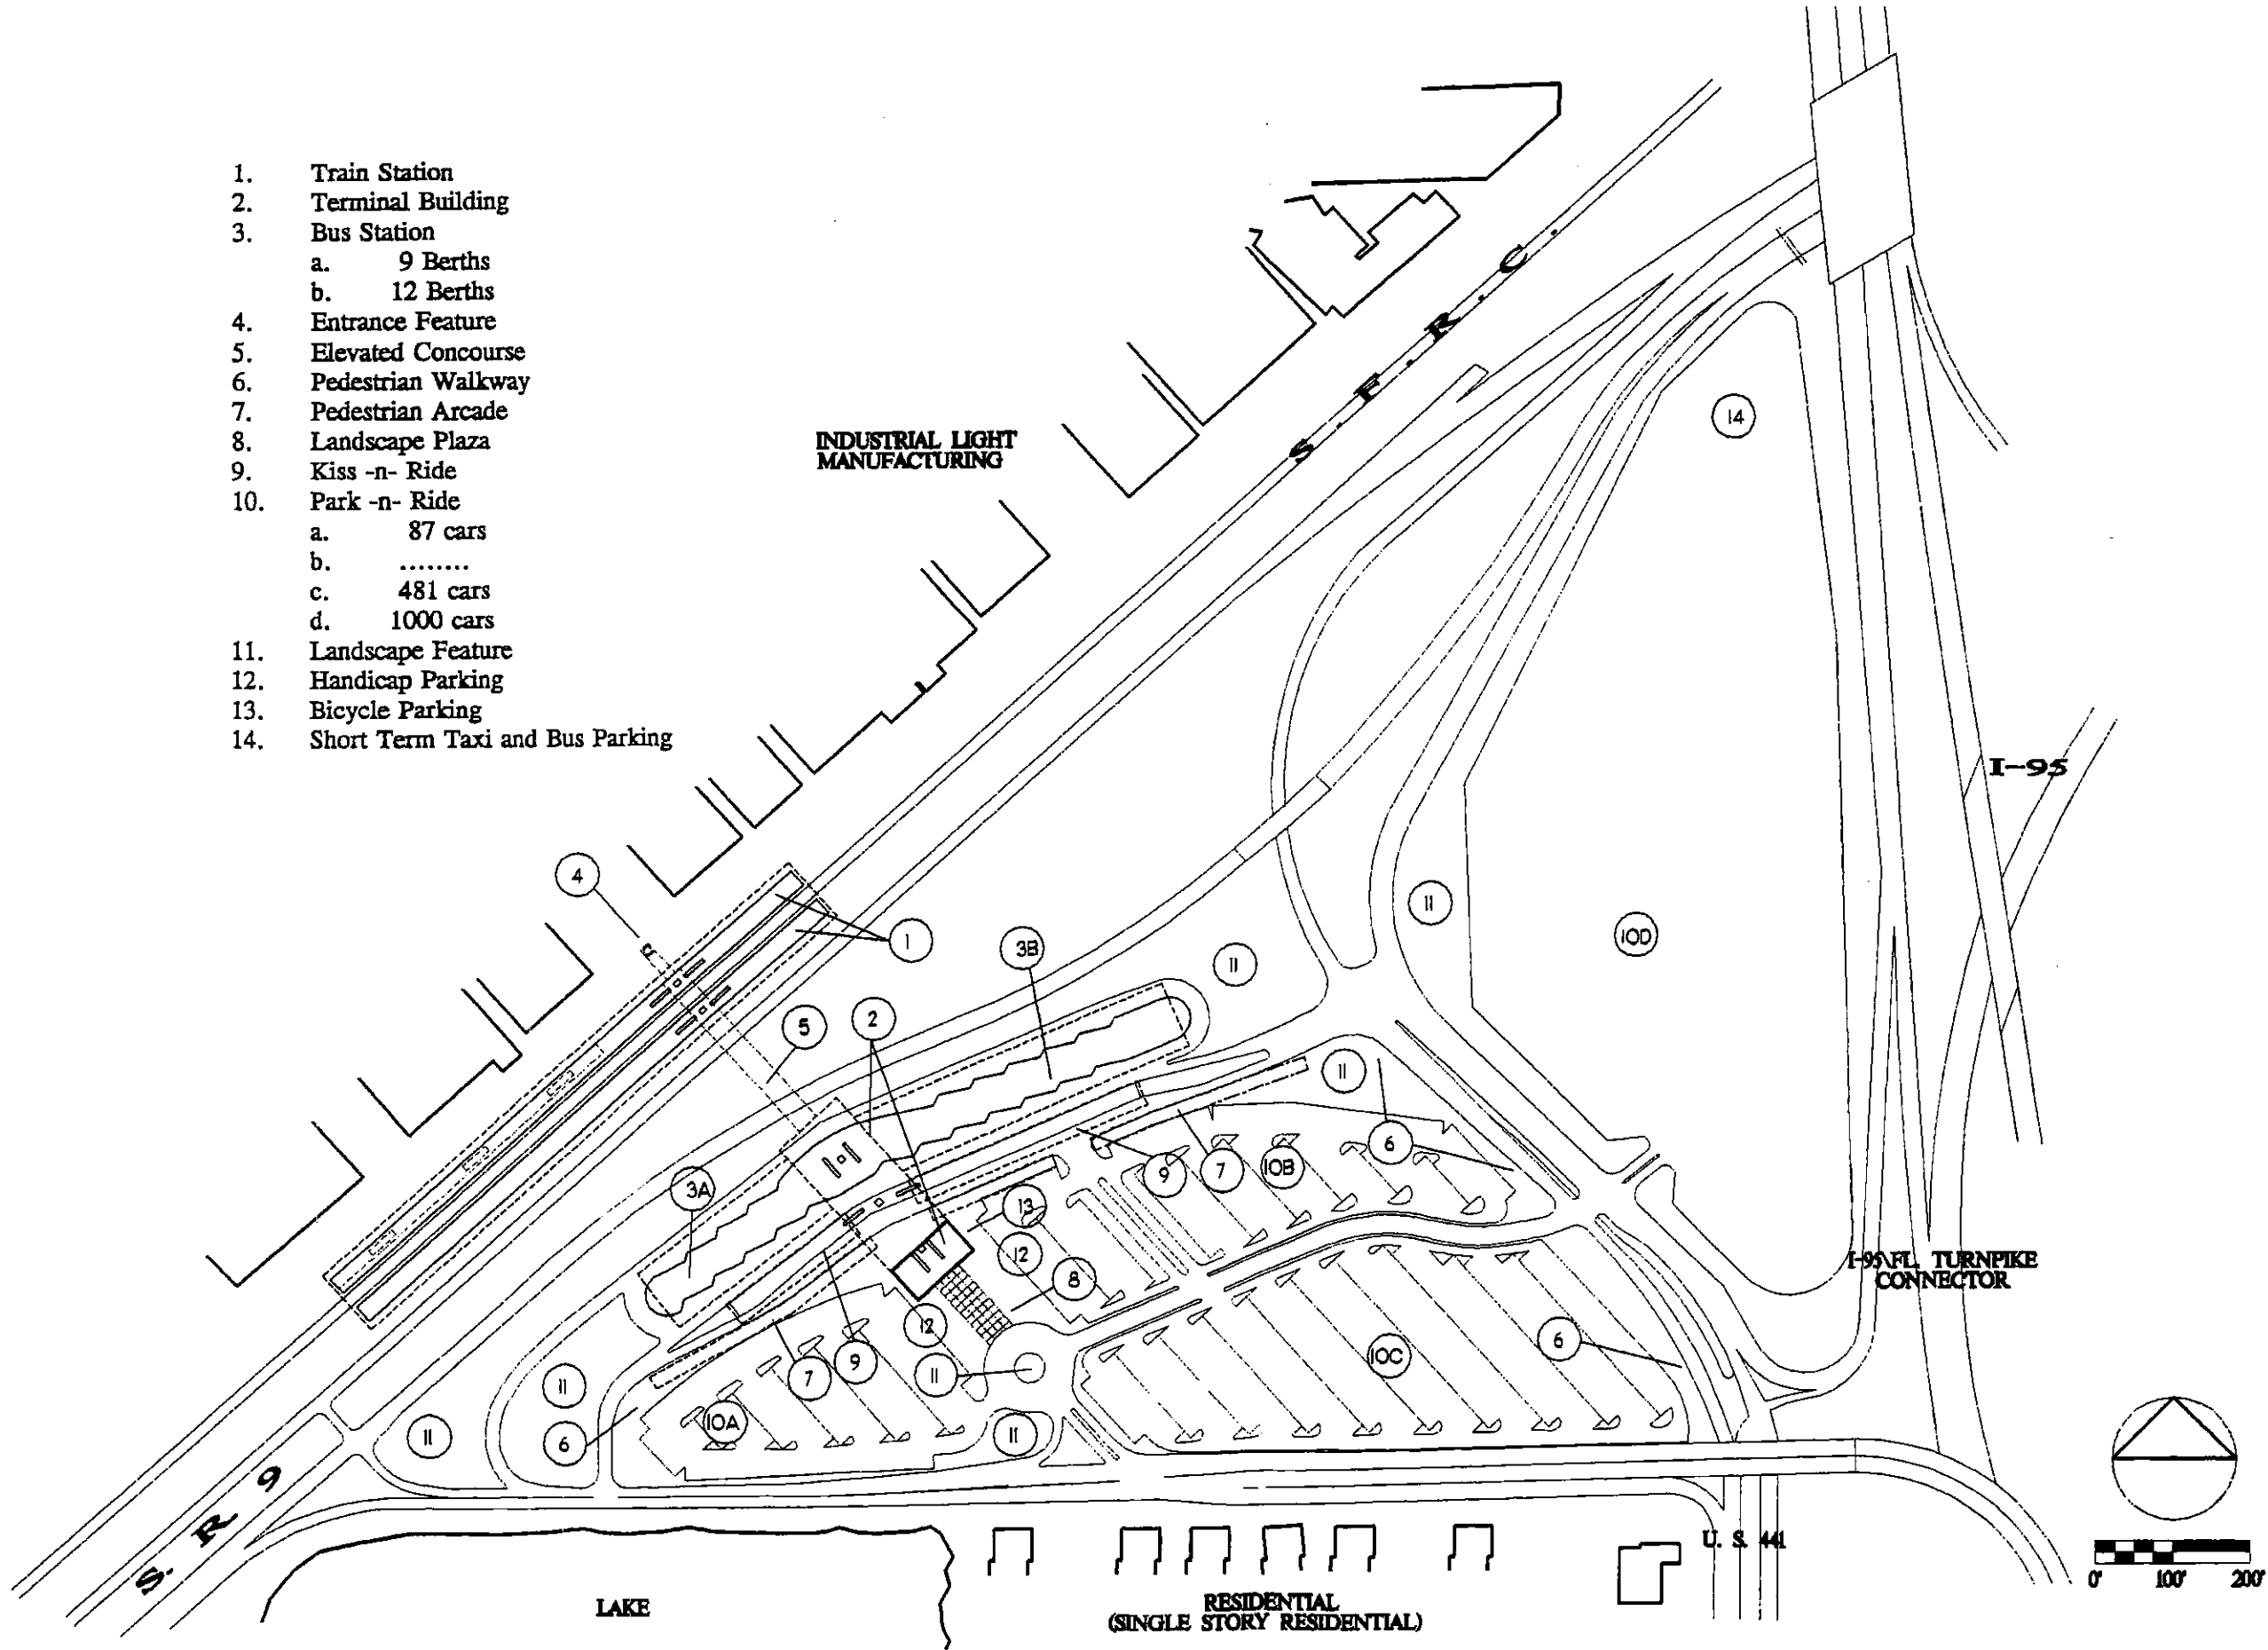 1. Train Station
2. Terminal Building
3. Bus Station
a. 9 Berths
b. 12 Berths
4. Entrance Feature
5. Elevated Concourse
6. Pedestrian Walkway
7. Pedestrian Arcade
8. Landscape Plaza
9. Kiss -n- Ride
10. Park -n- Ride
a. 87 cars
b. ........
c. 481 cars
d. 1000 cars
11. Landscape Feature
12. Handicap Parking
13. Bicycle Parking
14. Short Term Taxi and Bus Parking
INDUSTRIAL LIGHT
MANUFACTURING
S. F. R. C.
14
I-95
4
1
3B
11
11
10D
5
2
11
3A
9
7
10B
6
13
12
8
I-95\FL. TURNPIKE
CONNECTOR
12
7
9
11
10C
6
11
6
10A
11
11
S. R 9
U. S. 441
0' 100' 200'
LAKE
RESIDENTIAL
(SINGLE STORY RESIDENTIAL)